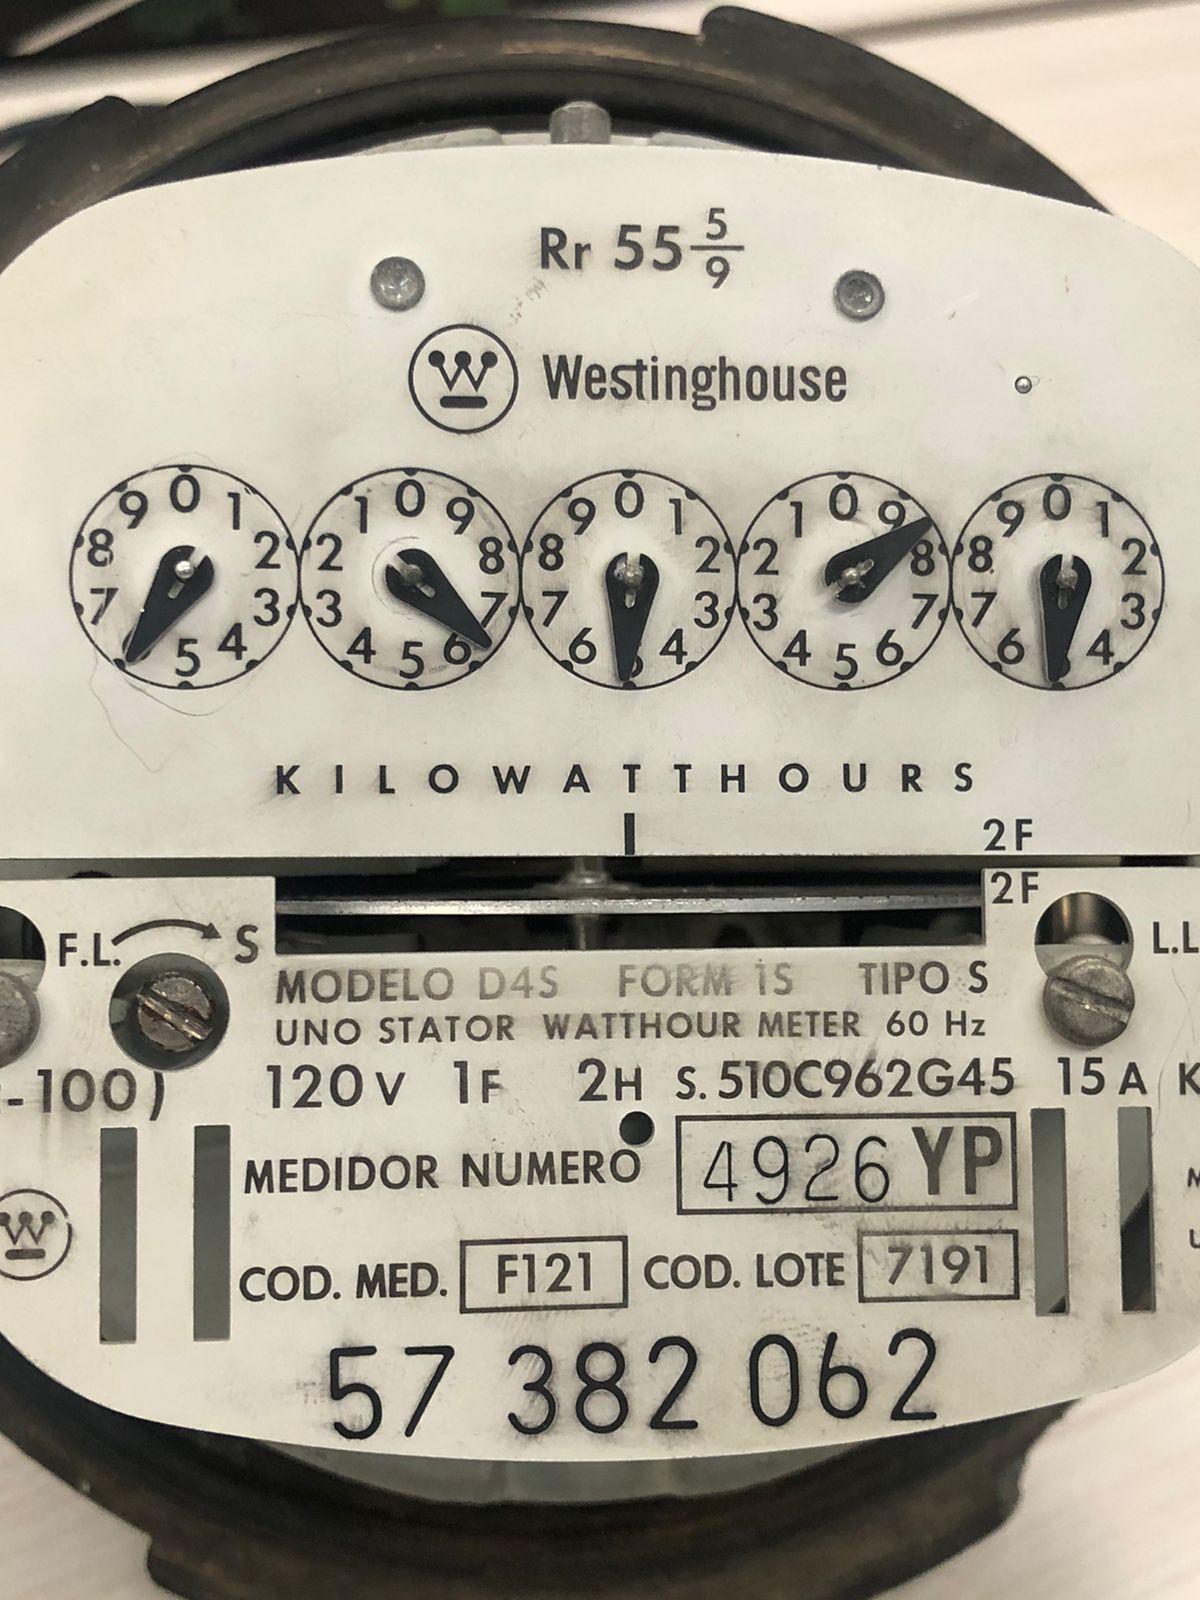 Rr 55 5/9
Westinghouse
0 1 2 3 4 5 7 8 9
0 9 8 7 6 5 4 3 2 1
0 1 2 3 4 6 7 8 9
0 9 8 7 6 5 4 3 2 1
0 1 2 3 4 6 7 8 9
KILOWATTHOURS
2F
2F
F.L. S L.L
MODELO D4S FORM 1S TIPO S
UNO STATOR WATTHOUR METER 60 Hz
-100) 120V 1F 2H S. 510C962G45 15A K
MEDIDOR NUMERO 4926 YP
COD. MED. F121 COD. LOTE 7191
57 382 062